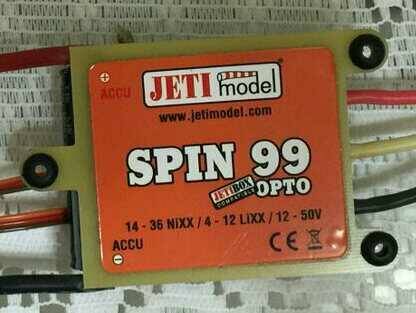 ACCU JETI model
www.jetimodel.com
SPIN 99
JETIBOX
COMPATIBLE
OPTO
14 - 36 NiXX / 4 - 12 LiXX / 12 - 50V
ACCU
CE